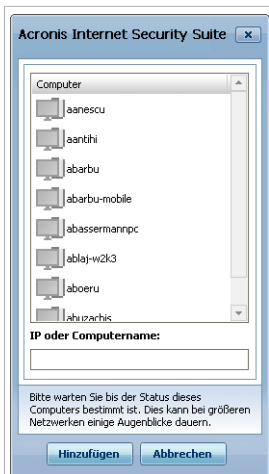 Acronis Internet Security Suite
Computer
aanescu
aantihi
abarbu
abarbu-mobile
abassermannpc
ablaj-w2k3
aboeru
abuzachis
IP oder Computername:
Bitte warten Sie bis der Status dieses
Computers bestimmt ist. Dies kann bei größeren
Netzwerken einige Augenblicke dauern.
Hinzufügen Abbrechen